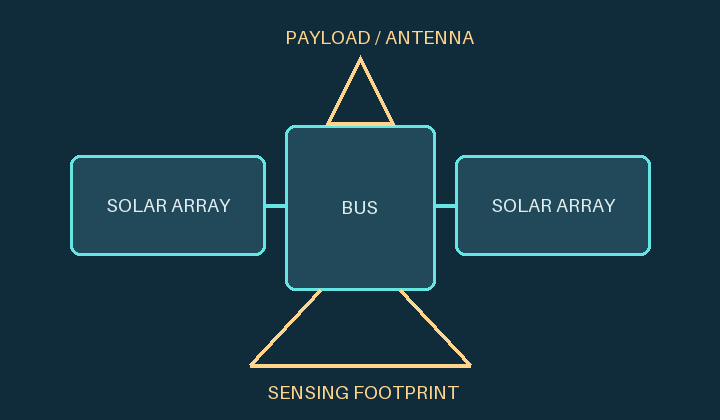 PAYLOAD / ANTENNA
SOLAR ARRAY
BUS
SOLAR ARRAY
SENSING FOOTPRINT